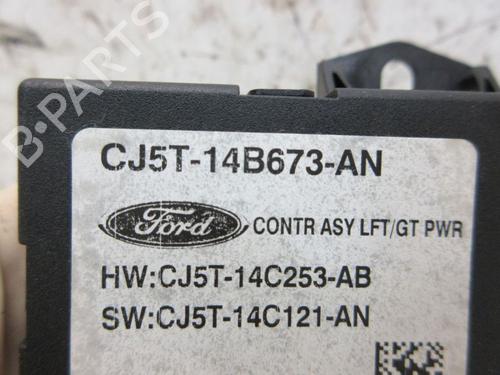 CJ5T-14B673-AN
Ford CONTR ASY LFT/GT PWR
HW:CJ5T-14C253-AB
SW:CJ5T-14C121-AN
B-PARTS